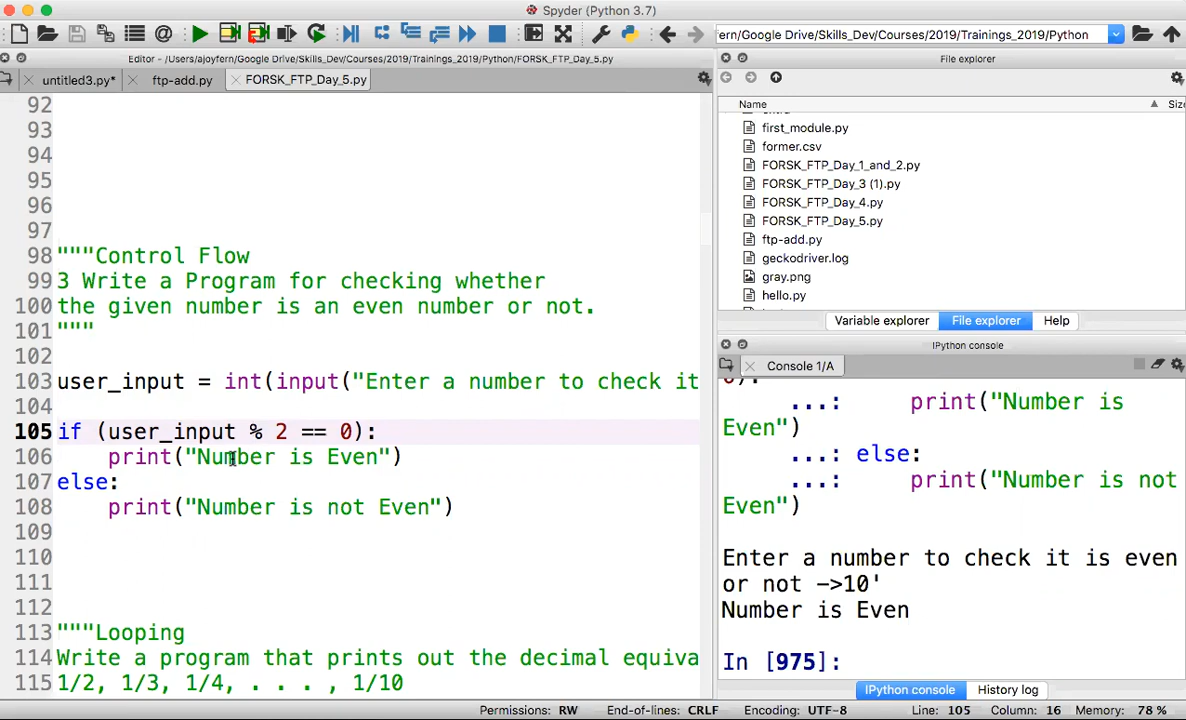 Spyder (Python 3.7)
ern/Google Drive/Skills_Dev/Courses/2019/Trainings_2019/Python
Editor - /Users/ajoyfern/Google Drive/Skills_Dev/Courses/2019/Trainings_2019/Python/FORSK_FTP_Day_5.py
untitled3.py* ftp-add.py FORSK_FTP_Day_5.py
92
93
94
95
96
97
98 """Control Flow
99 3 Write a Program for checking whether
100 the given number is an even number or not.
101 """
102
103 user_input = int(input("Enter a number to check it
104
105 if (user_input % 2 == 0):
106 print("Number is Even")
107 else:
108 print("Number is not Even")
109
110
111
112
113 """Looping
114 Write a program that prints out the decimal equiva
115 1/2, 1/3, 1/4, . . . , 1/10
File explorer
Name Siz
first_module.py
former.csv
FORSK_FTP_Day_1_and_2.py
FORSK_FTP_Day_3 (1).py
FORSK_FTP_Day_4.py
FORSK_FTP_Day_5.py
ftp-add.py
geckodriver.log
gray.png
hello.py
Variable explorer File explorer Help
IPython console
Console 1/A
0):
...: print("Number is
Even")
...: else:
...: print("Number is not
Even")
Enter a number to check it is even
or not ->10'
Number is Even
In [975]:
IPython console History log
Permissions: RW End-of-lines: CRLF Encoding: UTF-8 Line: 105 Column: 16 Memory: 78 %